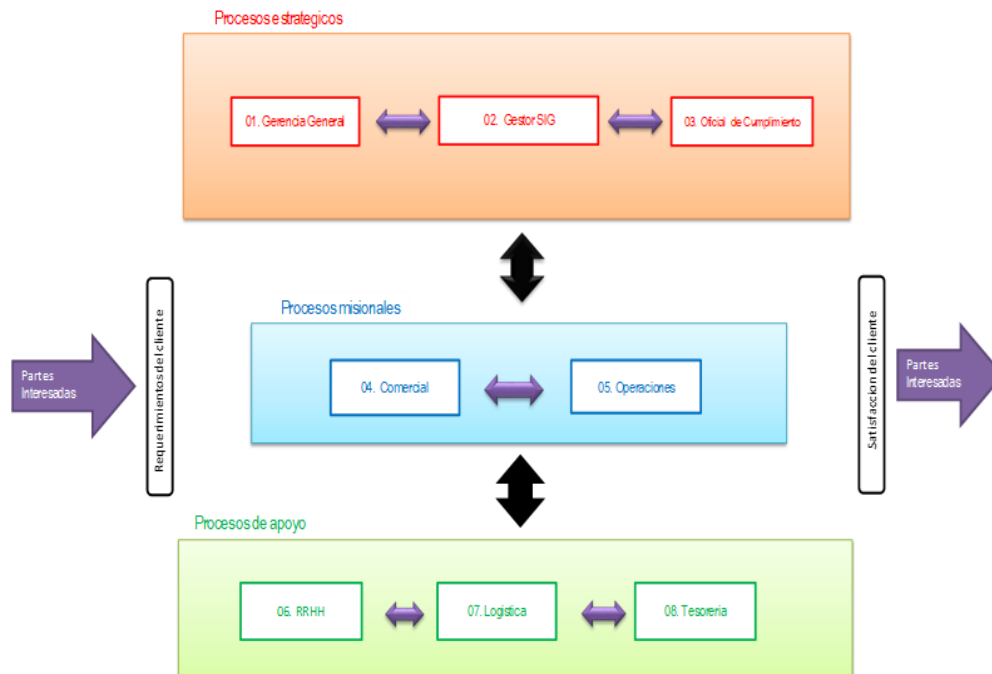 Procesos estrategicos
01. Gerencia General
02. Gestor SIG
03. Oficial de Cumplimiento
Requerimientos del cliente
Procesos misionales
Satisfaccion del cliente
Partes
Interesadas
04. Comercial
05. Operaciones
Partes
Interesadas
Procesos de apoyo
06. RRHH
07. Logistica
08. Tesoreria